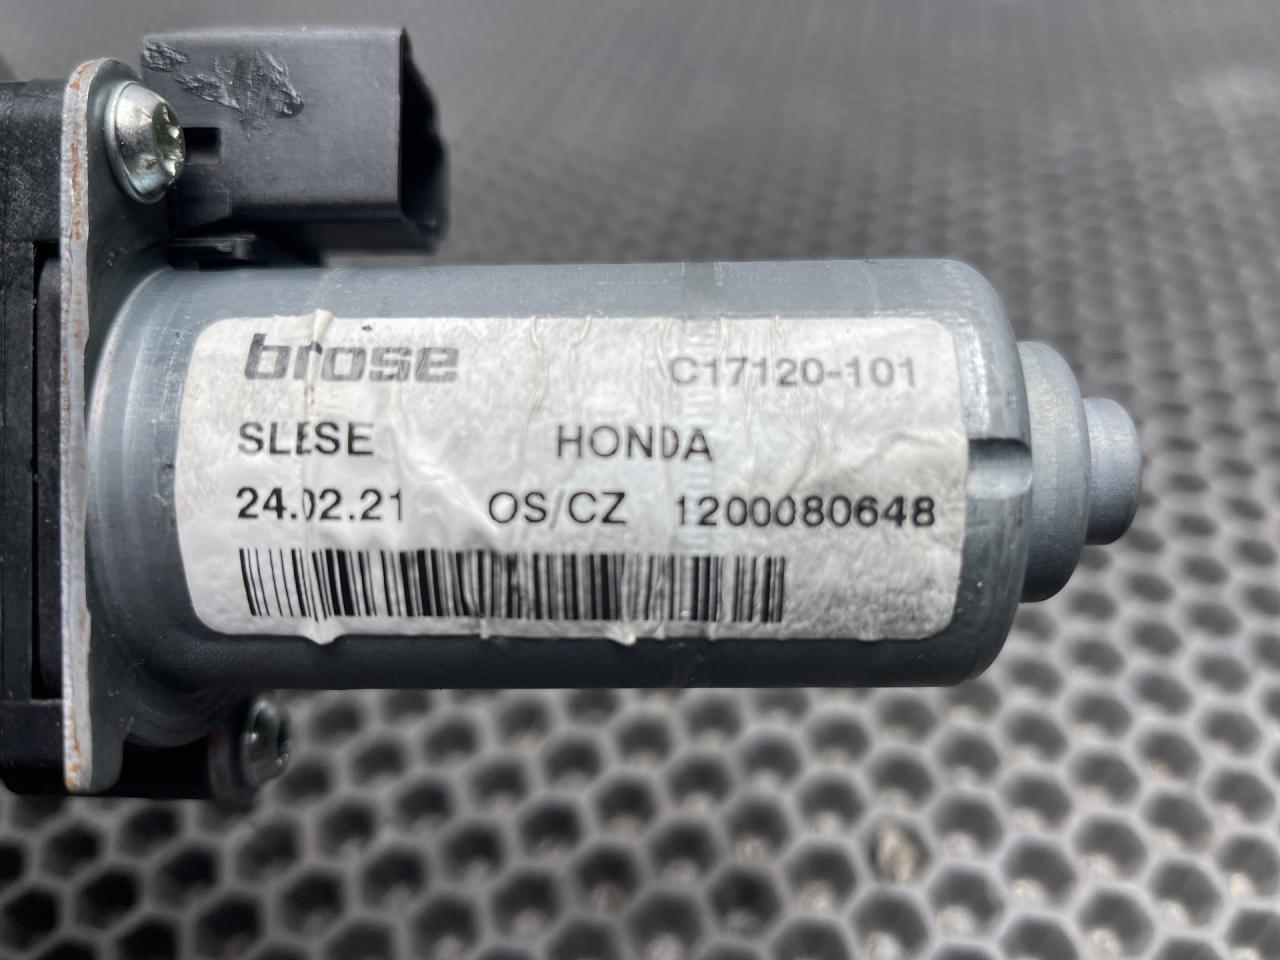 brose C17120-101
SLESE HONDA
24.02.21 OS/CZ 1200080648